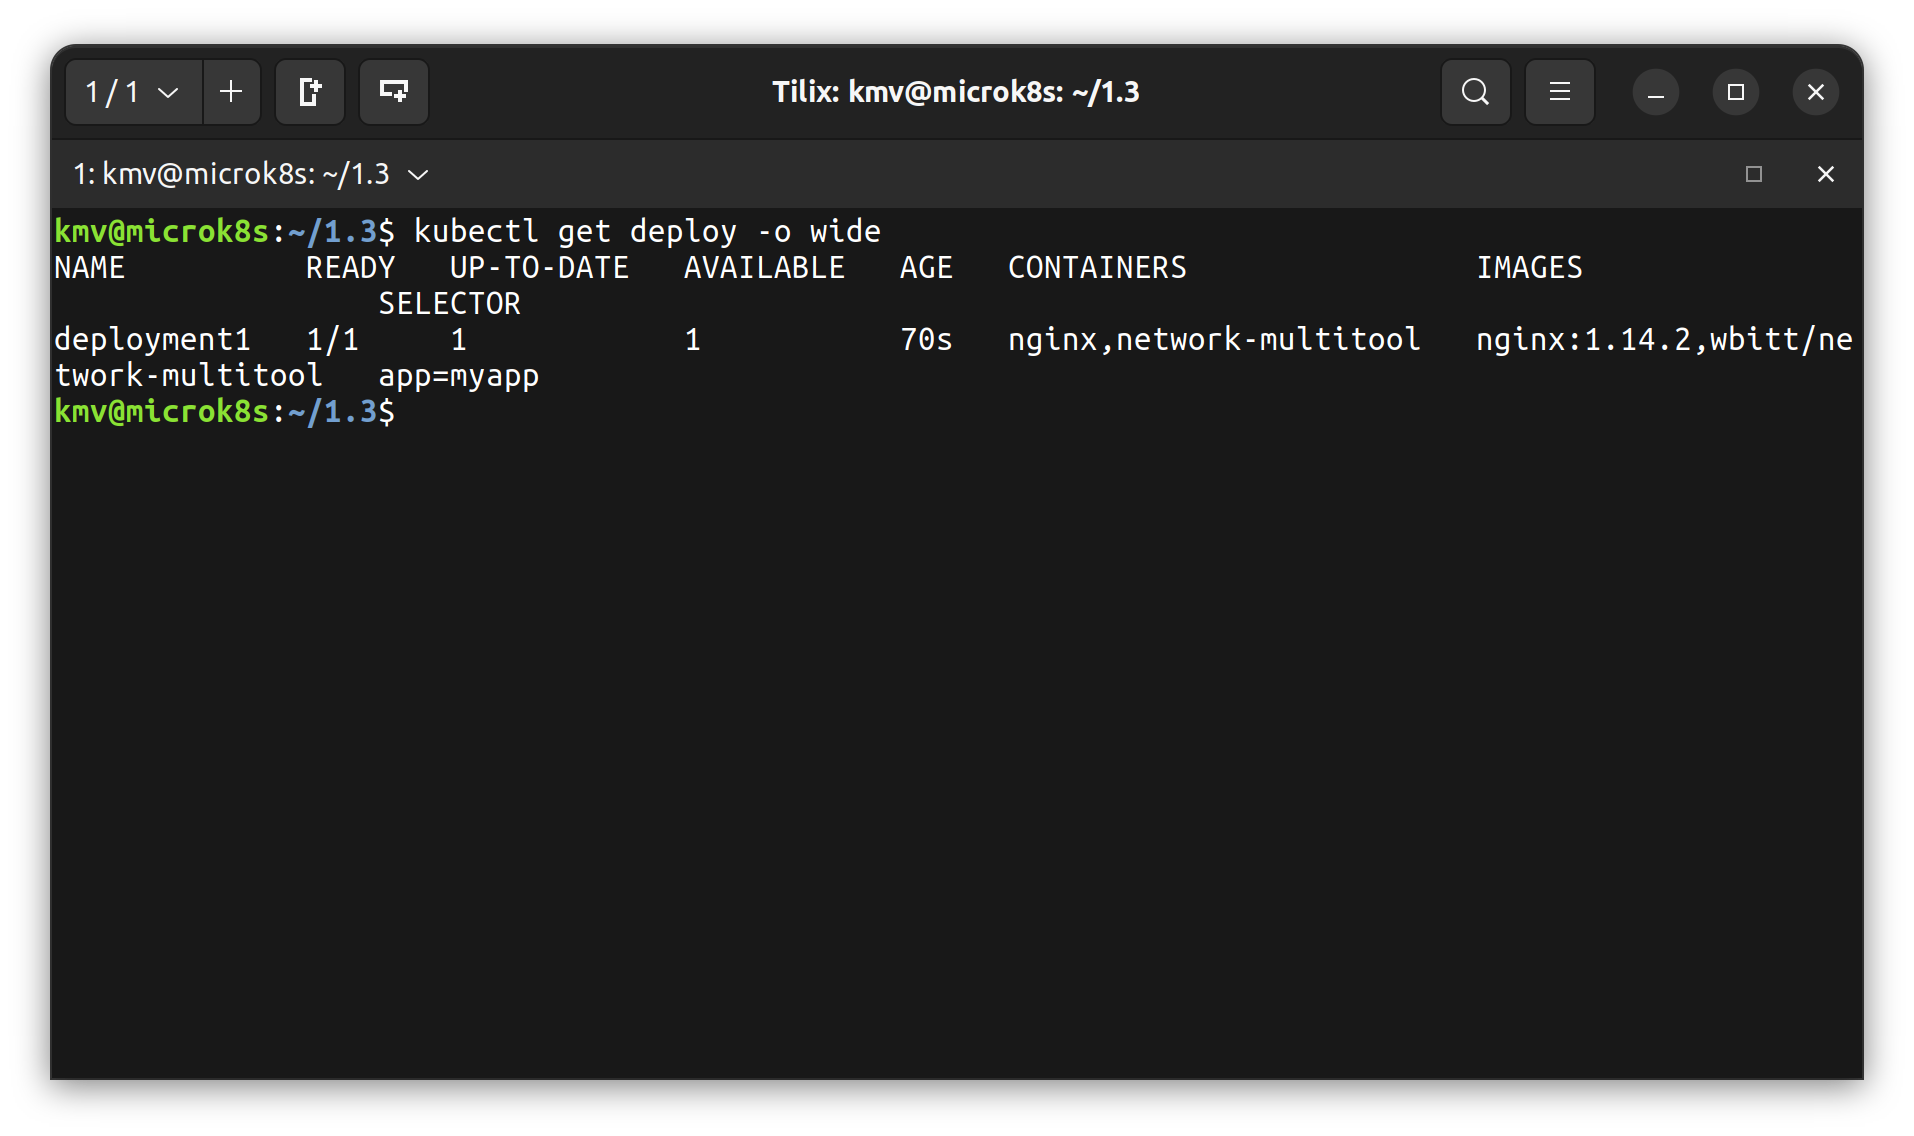 1 / 1
Tilix: kmv@microk8s: ~/1.3
1: kmv@microk8s: ~/1.3
kmv@microk8s:~/1.3$ kubectl get deploy -o wide
NAME          READY   UP-TO-DATE   AVAILABLE   AGE   CONTAINERS                IMAGES
                  SELECTOR
deployment1   1/1     1            1           70s   nginx,network-multitool   nginx:1.14.2,wbitt/ne
twork-multitool   app=myapp
kmv@microk8s:~/1.3$